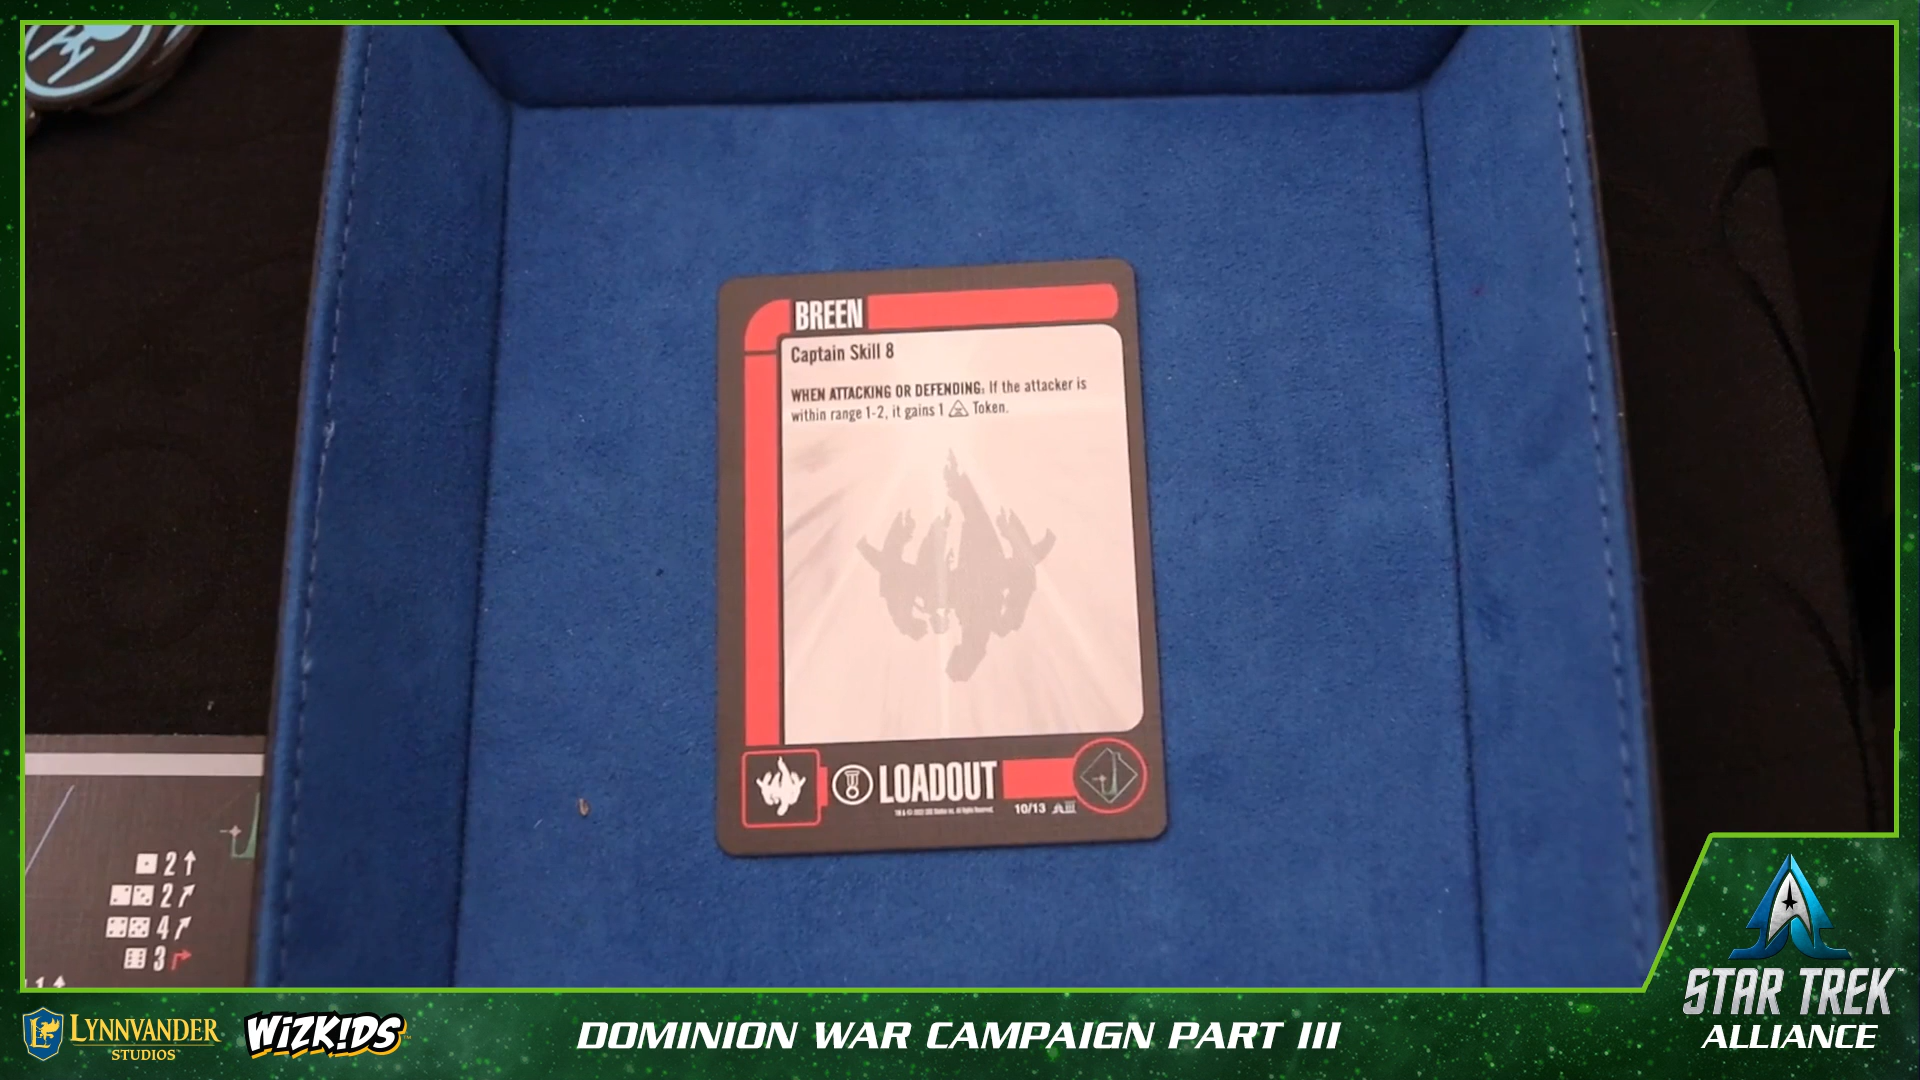 BREEN
Captain Skill 8
WHEN ATTACKING OR DEFENDING: If the attacker is
within range 1-2, it gains 1 Token.
LOADOUT
10/13
2
2
4
3
1
LYNNVANDER
STUDIOS
WIZKIDS
DOMINION WAR CAMPAIGN PART III
STAR TREK
ALLIANCE